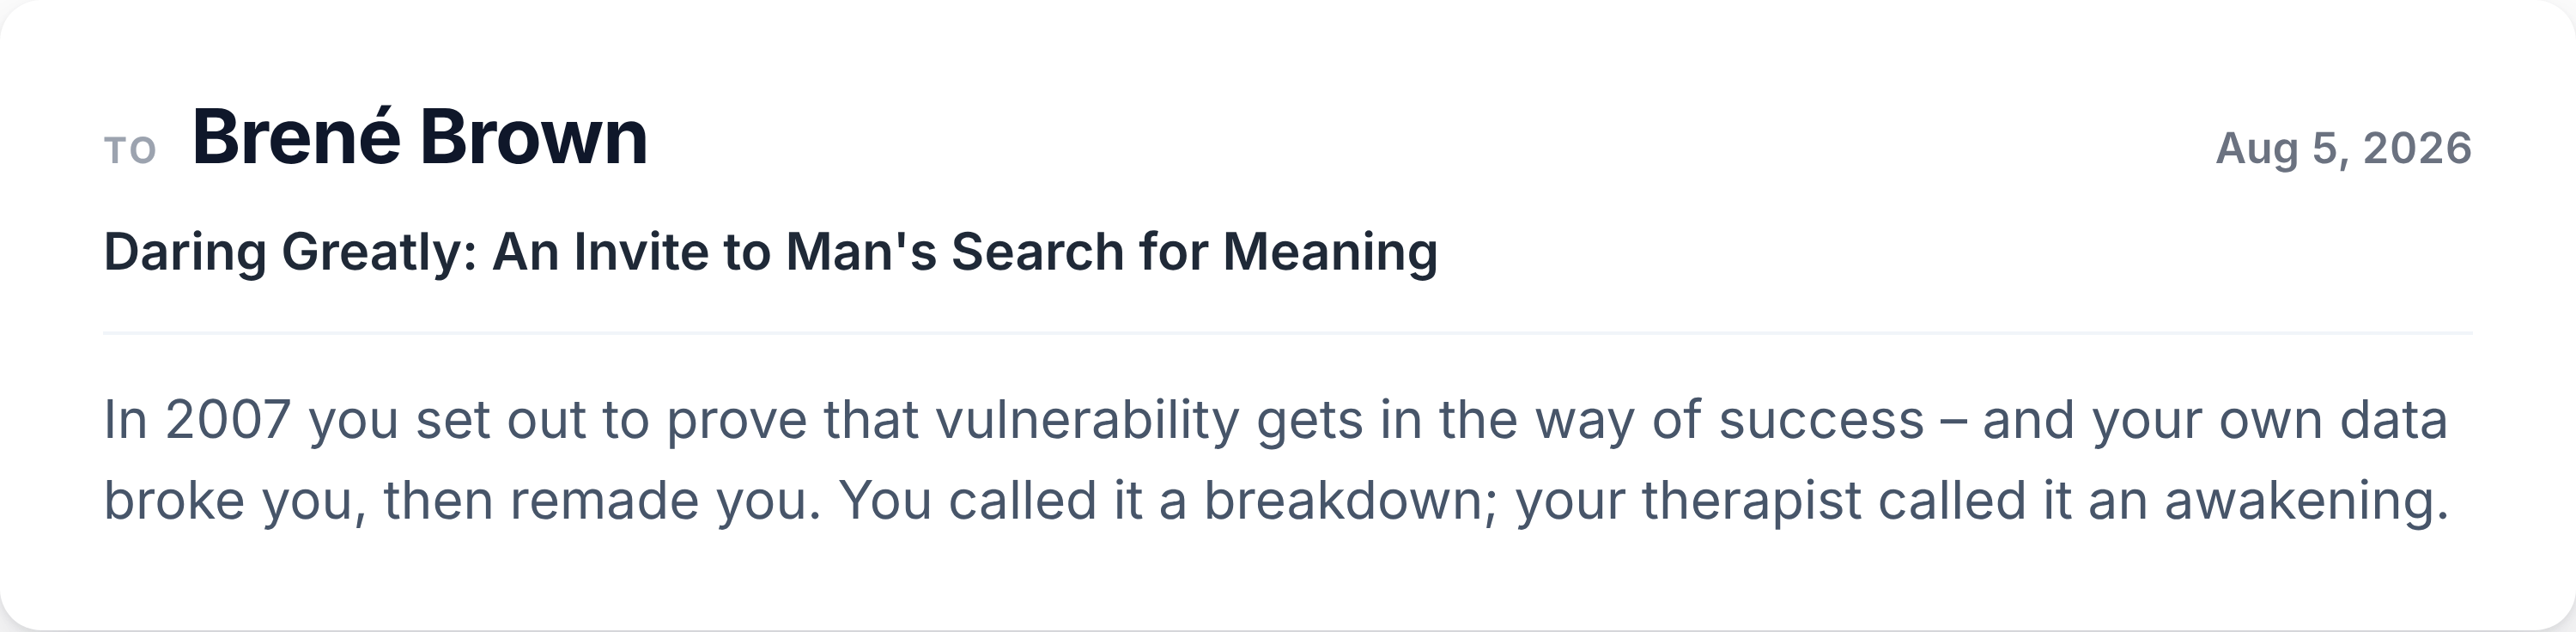 TO Brené Brown
Aug 5, 2026
Daring Greatly: An Invite to Man's Search for Meaning
In 2007 you set out to prove that vulnerability gets in the way of success – and your own data
broke you, then remade you. You called it a breakdown; your therapist called it an awakening.